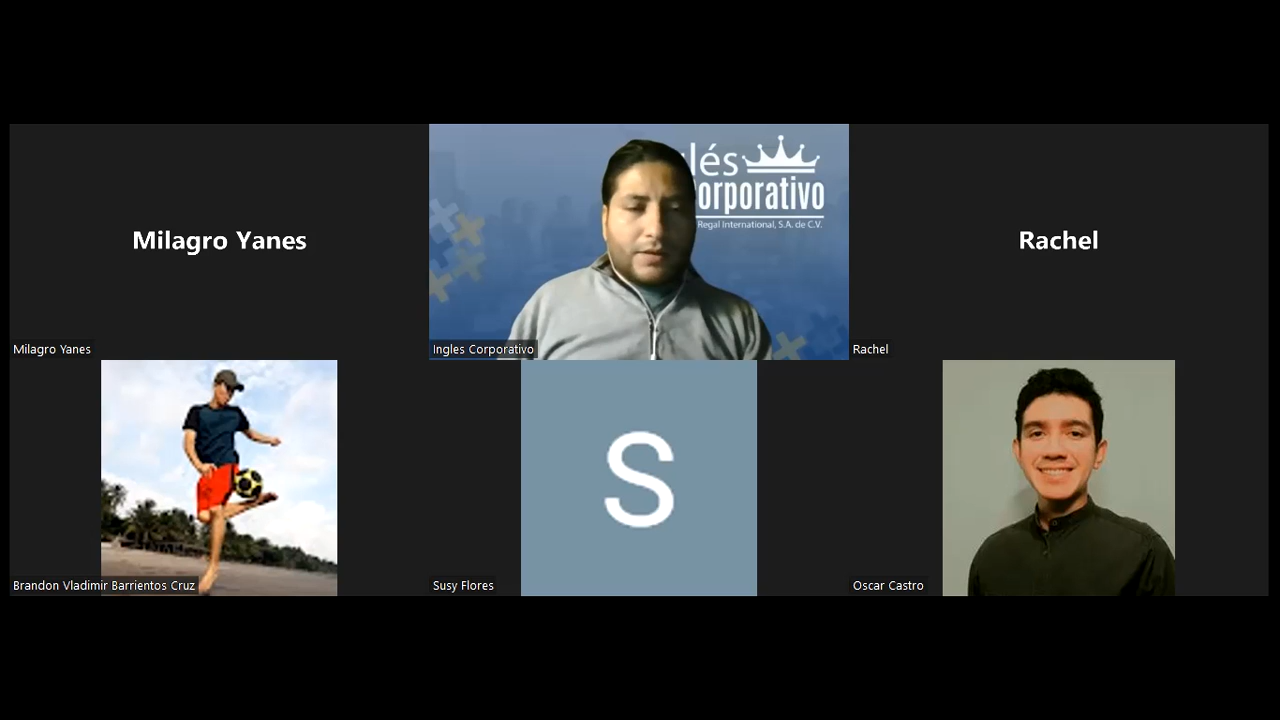 Milagro Yanes
lés
orporativo
Regal International, S.A. de C.V.
Rachel
Milagro Yanes
Ingles Corporativo
Rachel
S
Brandon Vladimir Barrientos Cruz
Susy Flores
Oscar Castro